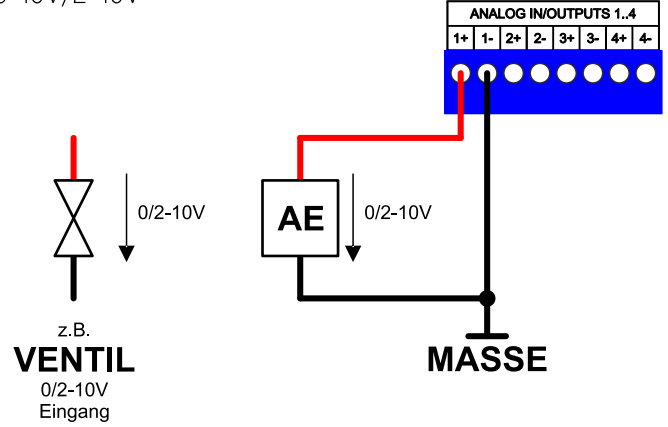 ANALOG IN/OUTPUTS 1..4
1+ 1- 2+ 2- 3+ 3- 4+ 4-
0/2-10V
AE
0/2-10V
z.B.
VENTIL
0/2-10V
Eingang
MASSE